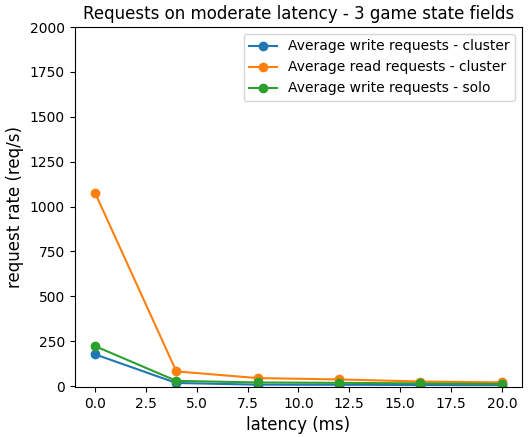 Requests on moderate latency - 3 game state fields
Average write requests - cluster
Average read requests - cluster
Average write requests - solo
request rate (req/s)
2000
1750
1500
1250
1000
750
500
250
0
0.0 2.5 5.0 7.5 10.0 12.5 15.0 17.5 20.0
latency (ms)